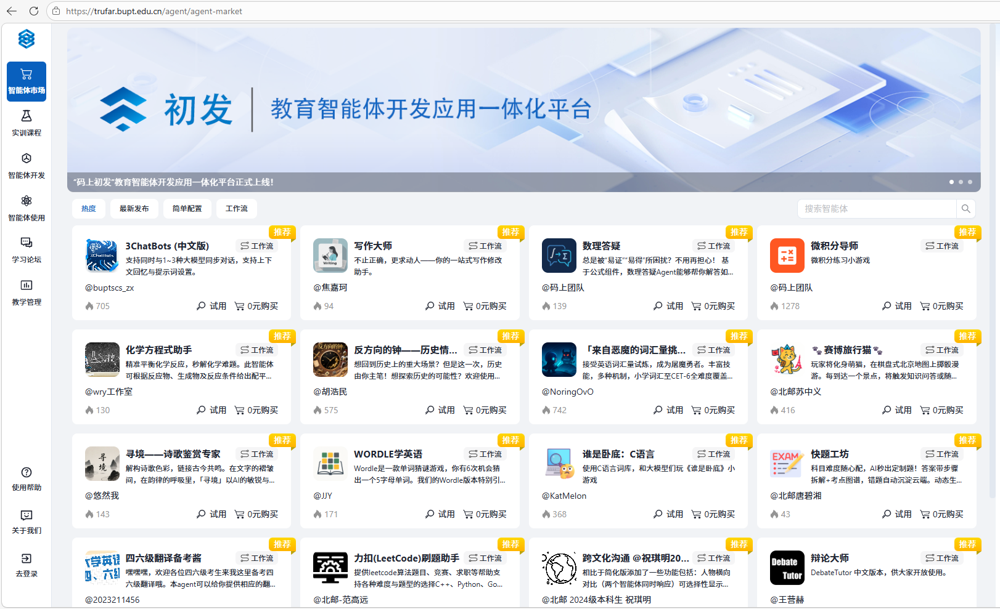 https://trufar.bupt.edu.cn/agent/agent-market
智能体市场
实训课程
智能体开发
智能体使用
学习论坛
教学管理
使用帮助
关于我们
去登录
初发
教育智能体开发应用一体化平台
“码上初发”教育智能体开发应用一体化平台正式上线！
热度 最新发布 简单配置 工作流
搜索智能体
推荐
3ChatBots (中文版) 工作流
3ChatBots
支持同时与1~3种大模型同步对话，支持上下
文回忆与提示词设置。
@buptscs_zx
705 试用 0元购买
推荐
写作大师 工作流
Writing
不止正确，更求动人——你的一站式写作修改
助手。
@焦嘉珂
94 试用 0元购买
推荐
数理答疑 工作流
总是被“易证”“易得”所困扰？不用再担心！ 基
于公式组件，数理答疑Agent能够帮你解答如...
@码上团队
139 试用 0元购买
推荐
微积分导师 工作流
微积分练习小游戏
@码上团队
1278 试用 0元购买
推荐
化学方程式助手 工作流
精准平衡化学反应，秒解化学难题。此智能体
可根据反应物、生成物及反应条件给出配平...
@wry工作室
130 试用 0元购买
推荐
反方向的钟
反方向的钟——历史情... 工作流
想回到历史上的重大场景？但是这一次，历史
由你主笔！想探索历史的可能性？欢迎使用...
@胡浩民
575 试用 0元购买
推荐
「来自恶魔的词汇量挑... 工作流
接受英语词汇量试炼，成为屠魔勇者。丰富技
能，多种机制，小学词汇至CET-6全难度覆盖...
@NoringOvO
742 试用 0元购买
推荐
🐾赛博旅行猫🐾 工作流
玩家将化身萌猫，在棋盘式北京地图上掷骰漫
游。每到达一个景点，将触发知识问答或随...
@北邮苏中义
416 试用 0元购买
推荐
寻境
寻境——诗歌鉴赏专家 工作流
解构诗歌色彩，链接古今共鸣。在文字的褶皱
间，在韵律的呼吸里，「寻境」以AI的敏锐与...
@悠然我
143 试用 0元购买
推荐
WORDLE学英语 工作流
Wordle是一款单词猜谜游戏，你有6次机会猜
出一个5字母单词。我们的Wordle版本特别引...
@JJY
171 试用 0元购买
推荐
谁是卧底：C语言 工作流
使用C语言词库，和大模型们玩《谁是卧底》小
游戏
@KatMelon
368 试用 0元购买
推荐
EXAM
快题工坊 工作流
科目难度随心配，AI秒出定制题！答案带步骤
拆解+考点图谱，错题自动沉淀云端。动态生...
@北邮唐碧湘
43 试用 0元购买
推荐
四六级翻译备考酱 工作流
嘿嘿嘿，欢迎各位四六级考生来我这里备考四
六级翻译哦。本agent可以给你提供相应的翻...
@2023211456
推荐
力扣(LeetCode)刷题助手 工作流
提供leetcode算法题目、竞赛、求职等帮助支
持各种难度与题型的选择C++、Python、Go...
@北邮-范高远
推荐
跨文化沟通 @祝琪明20... 工作流
相比于简化版添加了一些功能包括：人物横向
对比（两个智能体同时响应）可选择性显示...
@北邮 2024级本科生 祝琪明
推荐
Debate
Tutor
辩论大师 工作流
DebateTutor 中文版本，供大家开放使用。
@王营赫